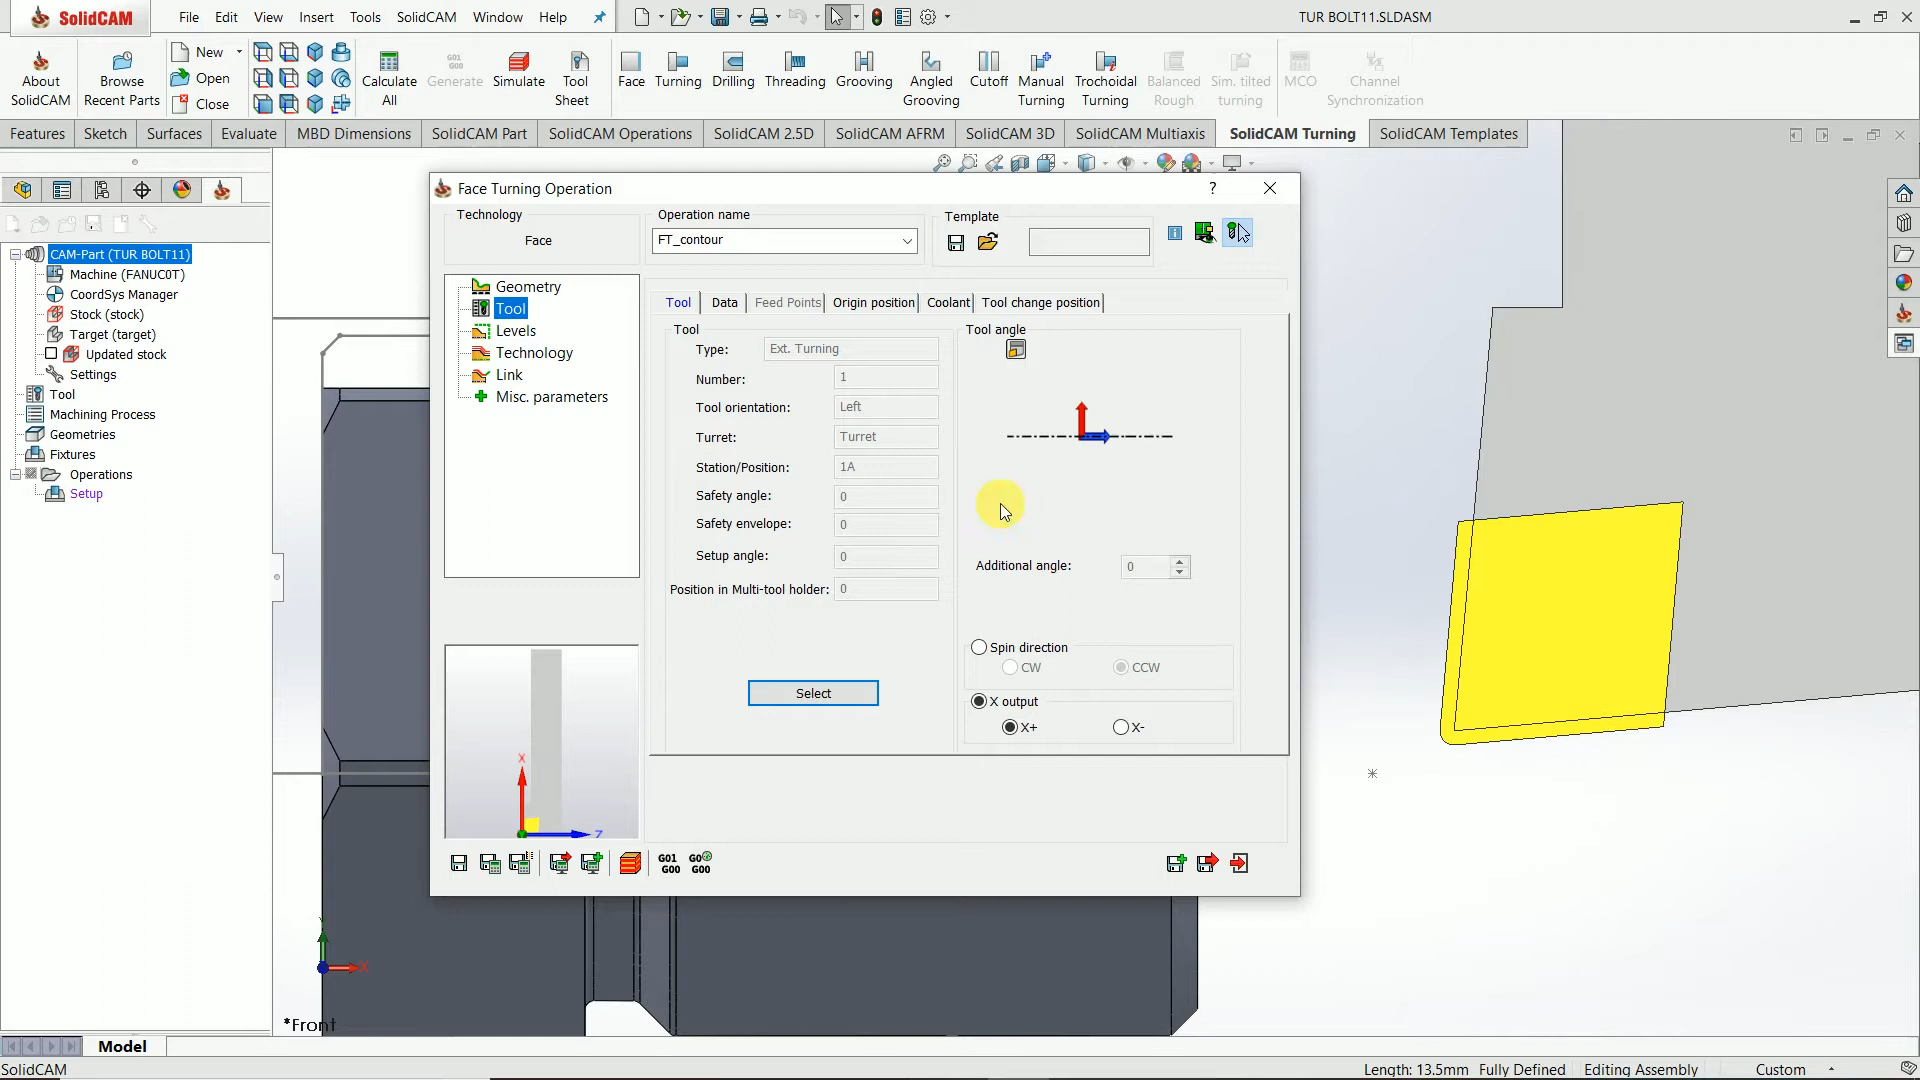 SolidCAM File Edit View Insert Tools SolidCAM Window Help TUR BOLT11.SLDASM
About SolidCAM
Browse Recent Parts
New
Open
Close
Calculate All
Generate
Simulate
Tool Sheet
Face
Turning
Drilling
Threading
Grooving
Angled Grooving
Cutoff
Manual Turning
Trochoidal Turning
Balanced Rough
Sim. tilted turning
MCO
Channel Synchronization
Features Sketch Surfaces Evaluate MBD Dimensions SolidCAM Part SolidCAM Operations SolidCAM 2.5D SolidCAM AFRM SolidCAM 3D SolidCAM Multiaxis SolidCAM Turning SolidCAM Templates
CAM-Part (TUR BOLT11)
Machine (FANUC0T)
CoordSys Manager
Stock (stock)
Target (target)
Updated stock
Settings
Tool
Machining Process
Geometries
Fixtures
Operations
Setup
Face Turning Operation ?
Technology
Face
Operation name
FT_contour
Template
Geometry
Tool
Levels
Technology
Link
Misc. parameters
Tool Data Feed Points Origin position Coolant Tool change position
Tool
Type: Ext. Turning
Number: 1
Tool orientation: Left
Turret: Turret
Station/Position: 1A
Safety angle: 0
Safety envelope: 0
Setup angle: 0
Position in Multi-tool holder: 0
Select
Tool angle
Additional angle: 0
Spin direction
CW CCW
X output
X+ X-
X
Z
G01 G00
G0 G00
Y
X
*Front
Model
SolidCAM Length: 13.5mm Fully Defined Editing Assembly Custom